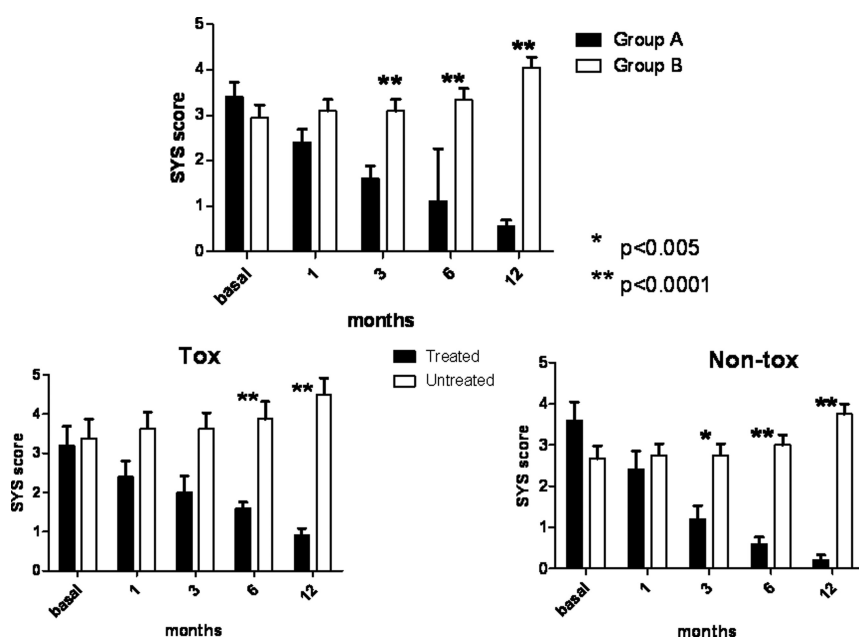 SYS score
5
4
3
2
1
0
** ** **
basal 1 3 6 12
months
Group A
Group B
* p<0.005
** p<0.0001
Tox
SYS score
5
4
3
2
1
0
** **
basal 1 3 6 12
months
Treated
Untreated
Non-tox
SYS score
5
4
3
2
1
0
* ** **
basal 1 3 6 12
months